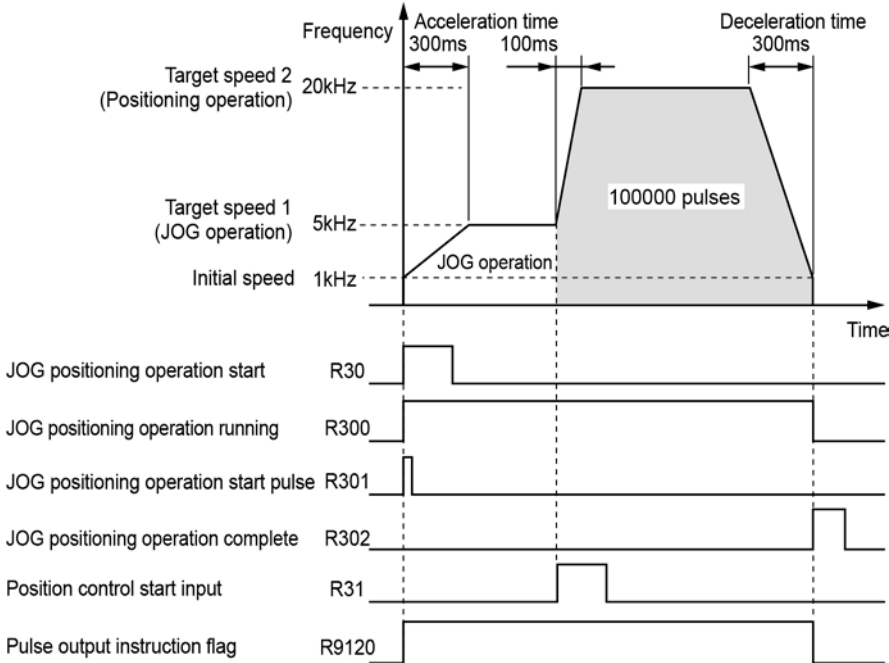 Frequency
Acceleration time
300ms
100ms
Deceleration time
300ms
Target speed 2
(Positioning operation)
20kHz
100000 pulses
Target speed 1
(JOG operation)
5kHz
JOG operation
Initial speed
1kHz
Time
JOG positioning operation start R30
JOG positioning operation running R300
JOG positioning operation start pulse R301
JOG positioning operation complete R302
Position control start input R31
Pulse output instruction flag R9120